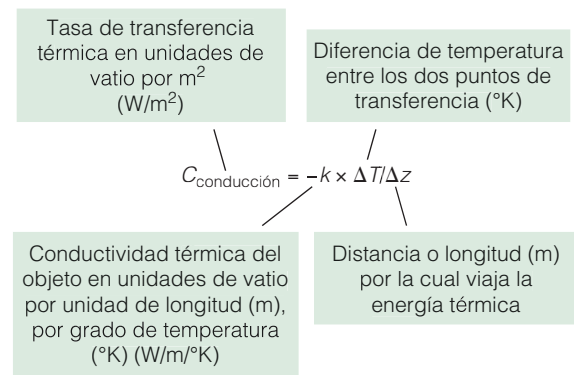 Tasa de transferencia
térmica en unidades de
vatio por m²
(W/m²)
Diferencia de temperatura
entre los dos puntos de
transferencia (°K)
C conducción = –k × ΔT/Δz
Conductividad térmica del
objeto en unidades de vatio
por unidad de longitud (m),
por grado de temperatura
(°K) (W/m/°K)
Distancia o longitud (m)
por la cual viaja la
energía térmica